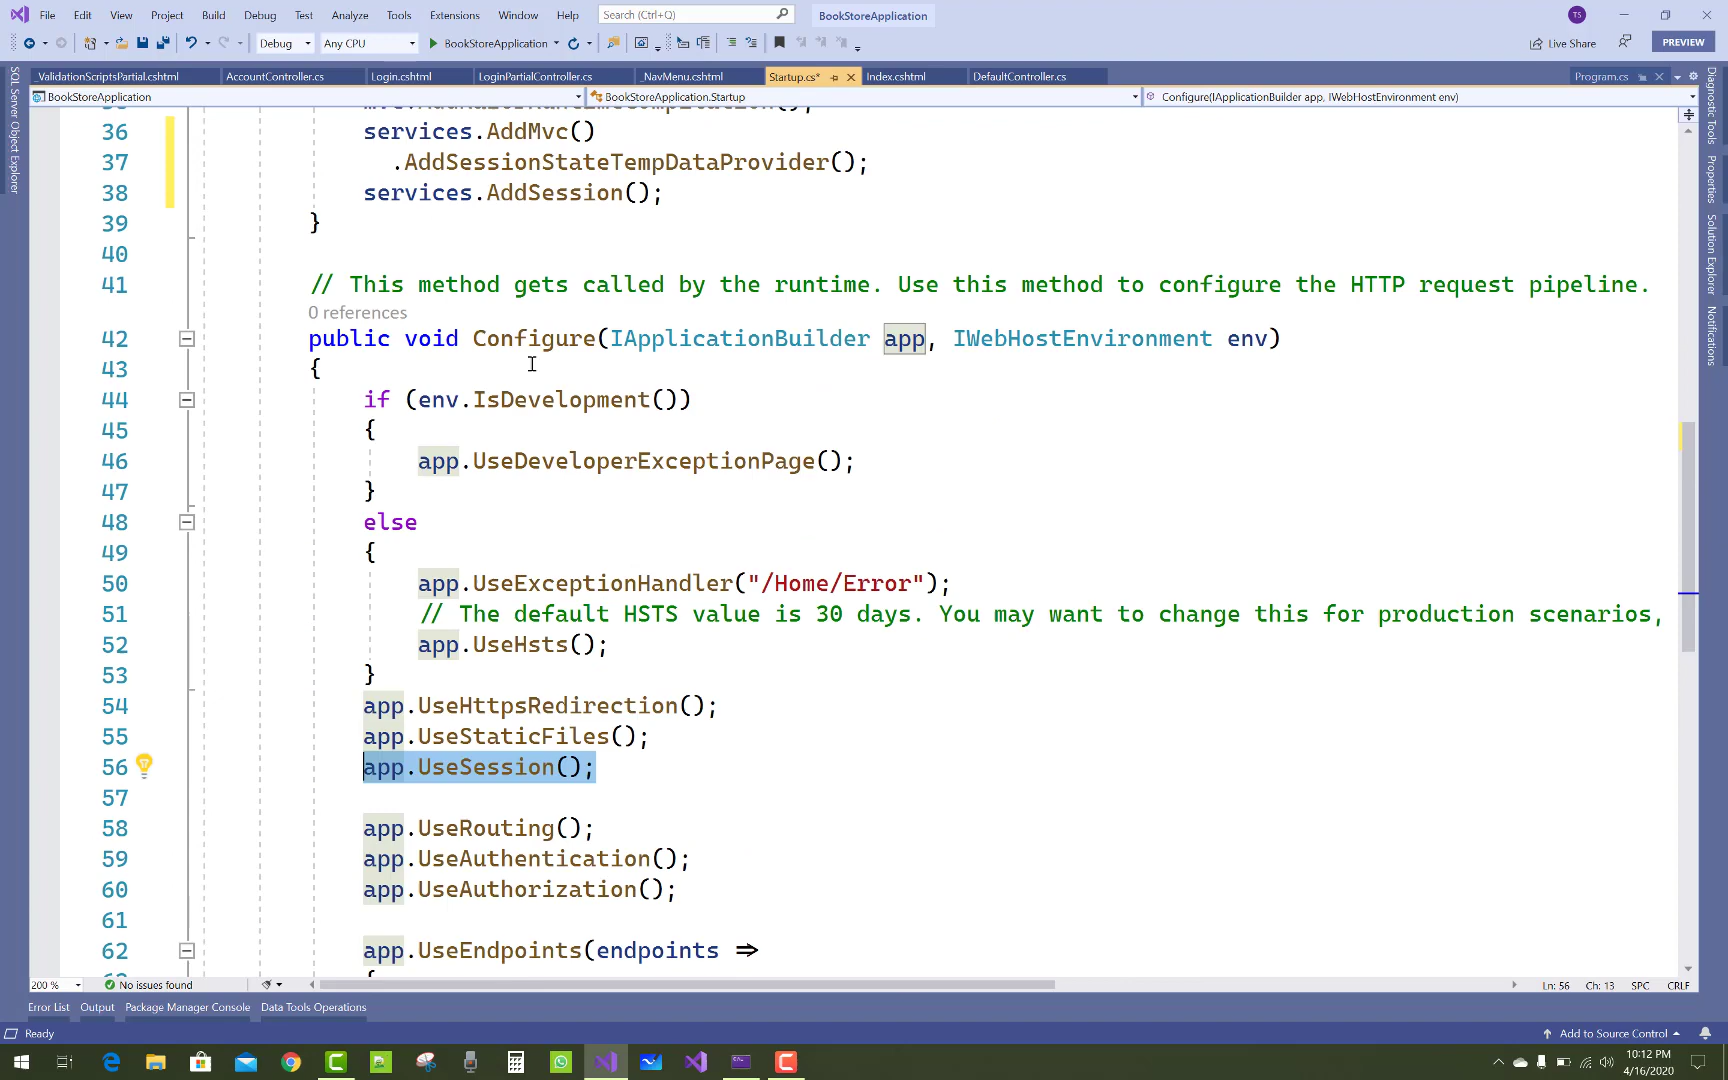 File Edit View Project Build Debug Test Analyze Tools Extensions Window Help Search (Ctrl+Q) BookStoreApplication TS
Debug Any CPU BookStoreApplication Live Share PREVIEW
_ValidationScriptsPartial.cshtml AccountController.cs Login.cshtml LoginPartialController.cs _NavMenu.cshtml Startup.cs* Index.cshtml DefaultController.cs Program.cs
BookStoreApplication BookStoreApplication.Startup Configure(IApplicationBuilder app, IWebHostEnvironment env)
SQL Server Object Explorer
Diagnostic Tools
Properties
Solution Explorer
Notifications
36 services.AddMvc()
37 .AddSessionStateTempDataProvider();
38 services.AddSession();
39 }
40
41 // This method gets called by the runtime. Use this method to configure the HTTP request pipeline.
0 references
42 public void Configure(IApplicationBuilder app, IWebHostEnvironment env)
43 {
44 if (env.IsDevelopment())
45 {
46 app.UseDeveloperExceptionPage();
47 }
48 else
49 {
50 app.UseExceptionHandler("/Home/Error");
51 // The default HSTS value is 30 days. You may want to change this for production scenarios,
52 app.UseHsts();
53 }
54 app.UseHttpsRedirection();
55 app.UseStaticFiles();
56 app.UseSession();
57
58 app.UseRouting();
59 app.UseAuthentication();
60 app.UseAuthorization();
61
62 app.UseEndpoints(endpoints =>
{
200 % No issues found Ln: 56 Ch: 13 SPC CRLF
Error List Output Package Manager Console Data Tools Operations
Ready Add to Source Control
10:12 PM
4/16/2020